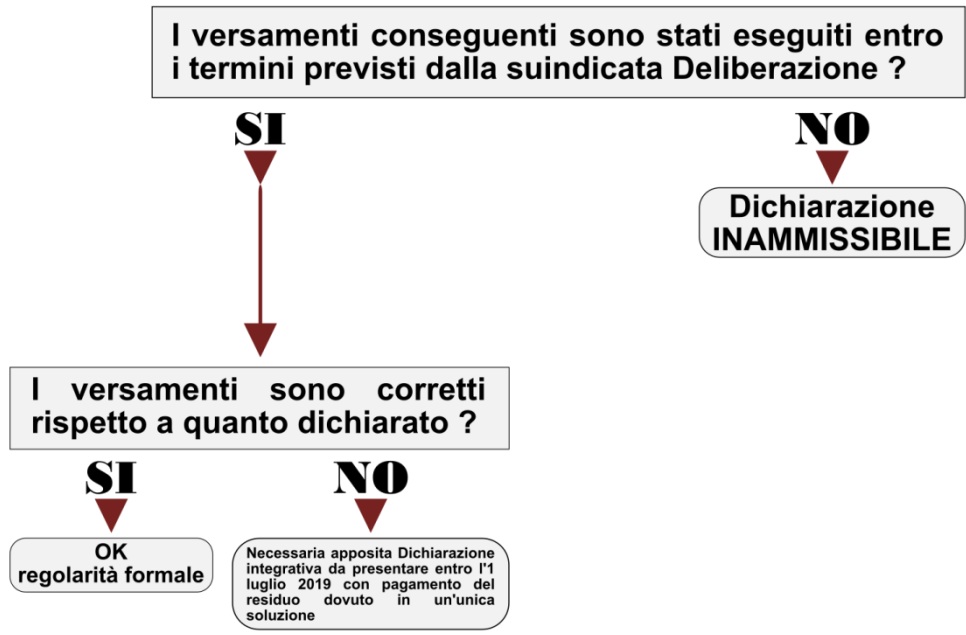 I versamenti conseguenti sono stati eseguiti entro
i termini previsti dalla suindicata Deliberazione ?
SI
NO
Dichiarazione
INAMMISSIBILE
I versamenti sono corretti
rispetto a quanto dichiarato ?
SI
NO
OK
regolarità formale
Necessaria apposita Dichiarazione
integrativa da presentare entro l'1
luglio 2019 con pagamento del
residuo dovuto in un'unica
soluzione